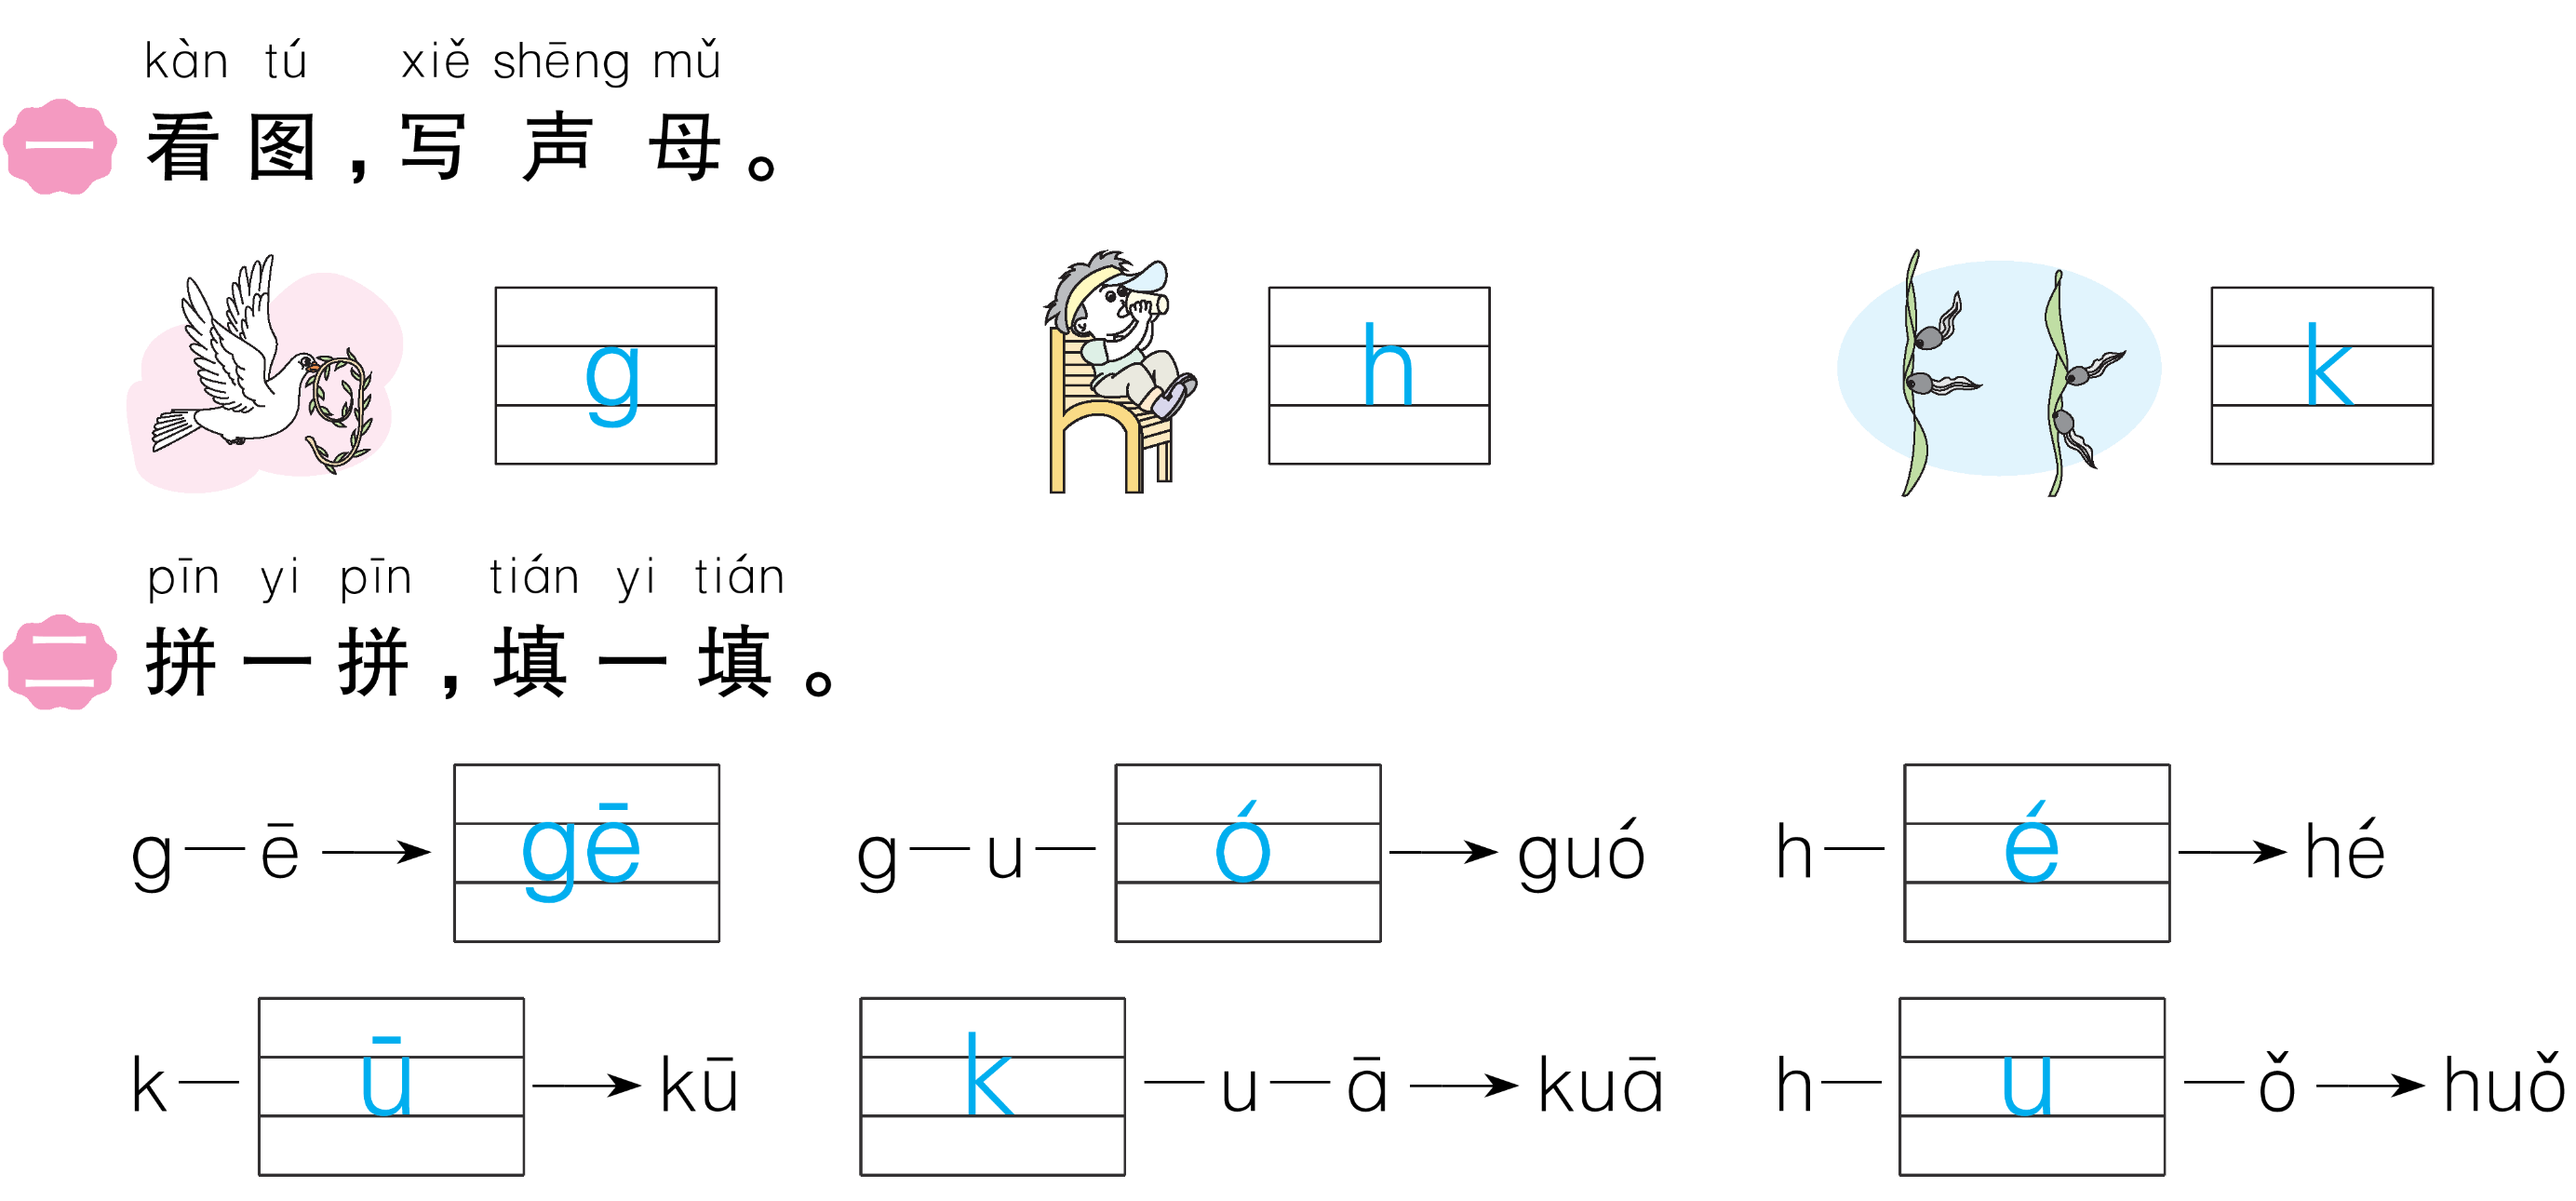 kàn tú xiě shēng mǔ
一 看图,写声母。
g h k
pīn yi pīn tián yi tián
二 拼一拼,填一填。
g — ē → gē g — u — ó → guó h — é → hé
k — ū → kū k — u — ā → kuā h — u — ǒ → huǒ